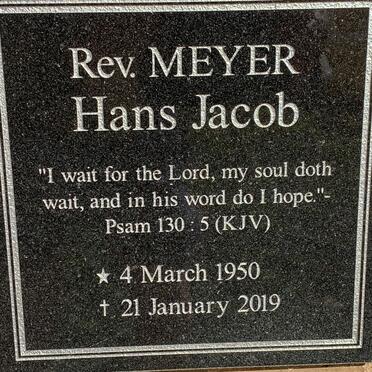 Rev. MEYER
Hans Jacob
"I wait for the Lord, my soul doth
wait, and in his word do I hope."-
Psam 130 : 5 (KJV)
★ 4 March 1950
† 21 January 2019